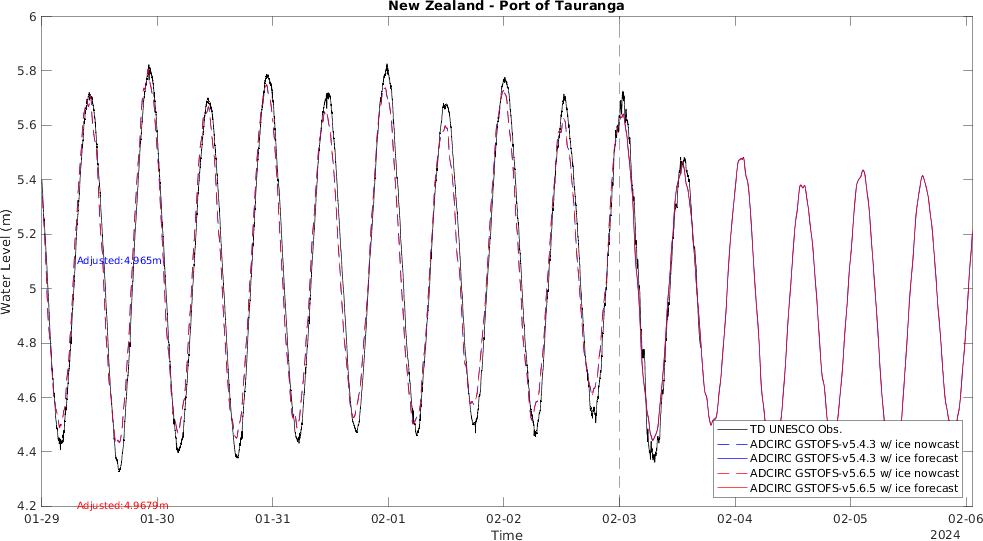 New Zealand - Port of Tauranga
6
5.8
5.6
5.4
5.2
5
4.8
4.6
4.4
4.2
Water Level (m)
Adjusted:4.965m
Adjusted:4.9679m
TD UNESCO Obs.
ADCIRC GSTOFS-v5.4.3 w/ ice nowcast
ADCIRC GSTOFS-v5.4.3 w/ ice forecast
ADCIRC GSTOFS-v5.6.5 w/ ice nowcast
ADCIRC GSTOFS-v5.6.5 w/ ice forecast
01-29 01-30 01-31 02-01 02-02 02-03 02-04 02-05 02-06
Time
2024